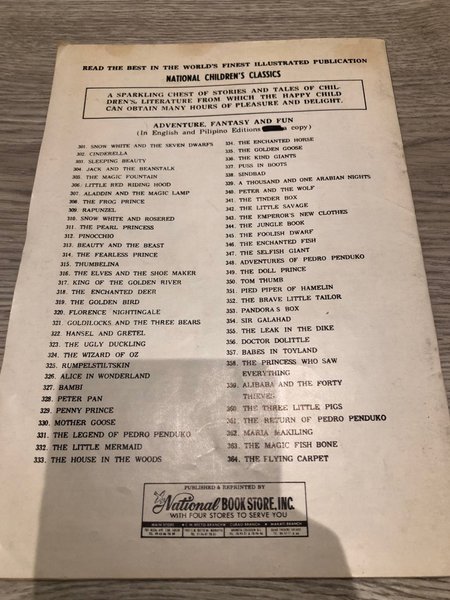 READ THE BEST IN THE WORLD'S FINEST ILLUSTRATED PUBLICATION
NATIONAL CHILDREN'S CLASSICS
A SPARKLING CHEST OF STORIES AND TALES OF CHIL-
DREN'S LITERATURE FROM WHICH THE HAPPY CHILD
CAN OBTAIN MANY HOURS OF PLEASURE AND DELIGHT.
ADVENTURE, FANTASY AND FUN
(In English and Pilipino Editions a copy)
301. SNOW WHITE AND THE SEVEN DWARFS
302. CINDERELLA
303. SLEEPING BEAUTY
304. JACK AND THE BEANSTALK
305. THE MAGIC FOUNTAIN
306. LITTLE RED RIDING HOOD
307. ALADDIN AND THE MAGIC LAMP
308. THE FROG PRINCE
309. RAPUNZEL
310. SNOW WHITE AND ROSERED
311. THE PEARL PRINCESS
312. PINOCCHIO
313. BEAUTY AND THE BEAST
314. THE FEARLESS PRINCE
315. THUMBELINA
316. THE ELVES AND THE SHOE MAKER
317. KING OF THE GOLDEN RIVER
318. THE ENCHANTED DEER
319. THE GOLDEN BIRD
320. FLORENCE NIGHTINGALE
321. GOLDILOCKS AND THE THREE BEARS
322. HANSEL AND GRETEL
323. THE UGLY DUCKLING
324. THE WIZARD OF OZ
325. RUMPELSTILTSKIN
326. ALICE IN WONDERLAND
327. BAMBI
328. PETER PAN
329. PENNY PRINCE
330. MOTHER GOOSE
331. THE LEGEND OF PEDRO PENDUKO
332. THE LITTLE MERMAID
333. THE HOUSE IN THE WOODS
334. THE ENCHANTED HORSE
335. THE GOLDEN GOOSE
336. THE KIND GIANTS
337. PUSS IN BOOTS
338. SINDBAD
339. A THOUSAND AND ONE ARABIAN NIGHTS
340. PETER AND THE WOLF
341. THE TINDER BOX
342. THE LITTLE SAVAGE
343. THE EMPEROR'S NEW CLOTHES
344. THE JUNGLE BOOK
345. THE FOOLISH DWARF
346. THE ENCHANTED FISH
347. THE SELFISH GIANT
348. ADVENTURES OF PEDRO PENDUKO
349. THE DOLL PRINCE
350. TOM THUMB
351. PIED PIPER OF HAMELIN
352. THE BRAVE LITTLE TAILOR
353. PANDORA'S BOX
354. SIR GALAHAD
355. THE LEAK IN THE DIKE
356. DOCTOR DOLITTLE
357. BABES IN TOYLAND
358. THE PRINCESS WHO SAW
EVERYTHING
359. ALIBABA AND THE FORTY
THIEVES
360. THE THREE LITTLE PIGS
361. THE RETURN OF PEDRO PENDUKO
362. MARIA MAKILING
363. THE MAGIC FISH BONE
364. THE FLYING CARPET
PUBLISHED & REPRINTED BY
National BOOK STORE, INC.
WITH FOUR STORES TO SERVE YOU
MAIN STORE
CUBAO BRANCH
MAKATI BRANCH